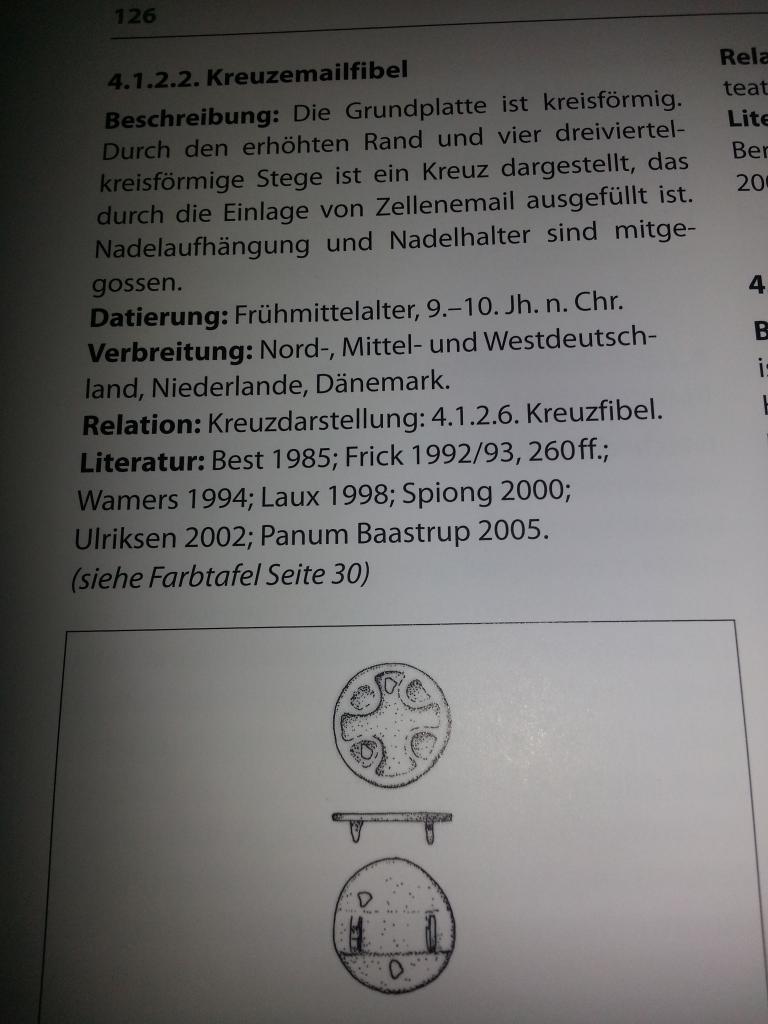 126
4.1.2.2. Kreuzemailfibel
Beschreibung: Die Grundplatte ist kreisförmig.
Durch den erhöhten Rand und vier dreiviertel-
kreisförmige Stege ist ein Kreuz dargestellt, das
durch die Einlage von Zellenemail ausgefüllt ist.
Nadelaufhängung und Nadelhalter sind mitge-
gossen.
Datierung: Frühmittelalter, 9.–10. Jh. n. Chr.
Verbreitung: Nord-, Mittel- und Westdeutsch-
land, Niederlande, Dänemark.
Relation: Kreuzdarstellung: 4.1.2.6. Kreuzfibel.
Literatur: Best 1985; Frick 1992/93, 260ff.;
Wamers 1994; Laux 1998; Spiong 2000;
Ulriksen 2002; Panum Baastrup 2005.
(siehe Farbtafel Seite 30)